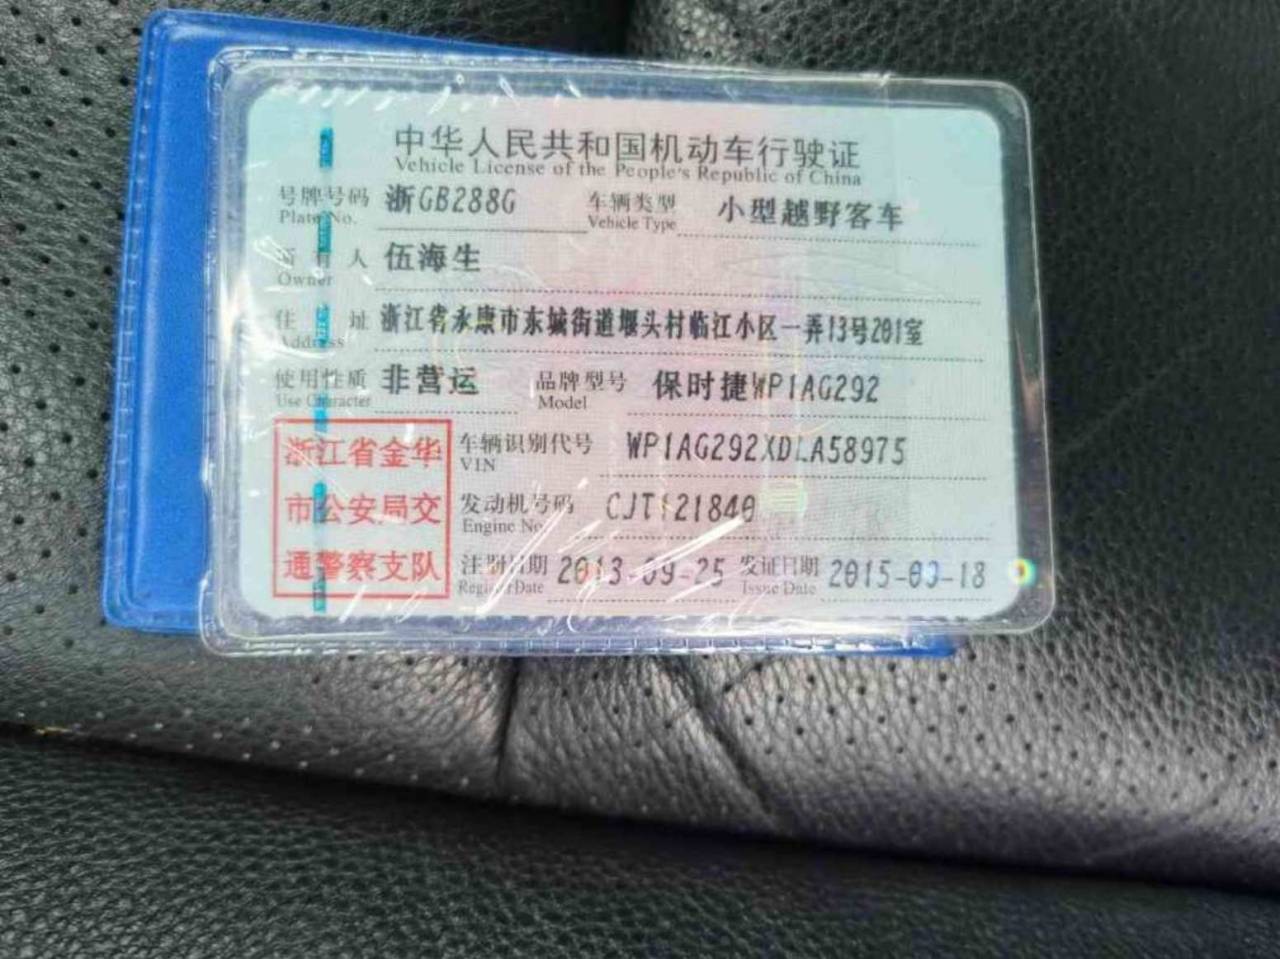 中华人民共和国机动车行驶证
Vehicle License of the People's Republic of China
号牌号码 浙GB288G 车辆类型 小型越野客车
Plate No. Vehicle Type
所有人 伍海生
Owner
住址 浙江省永康市东城街道堰头村临江小区一弄13号201室
Address
使用性质 非营运 品牌型号 保时捷WP1AG292
Use Character Model
浙江省金华 车辆识别代号 WP1AG292XDLA58975
VIN
市公安局交 发动机号码 CJT121840
Engine No.
通警察支队 注册日期 2013-09-25 发证日期 2015-03-18
Register Date Issue Date